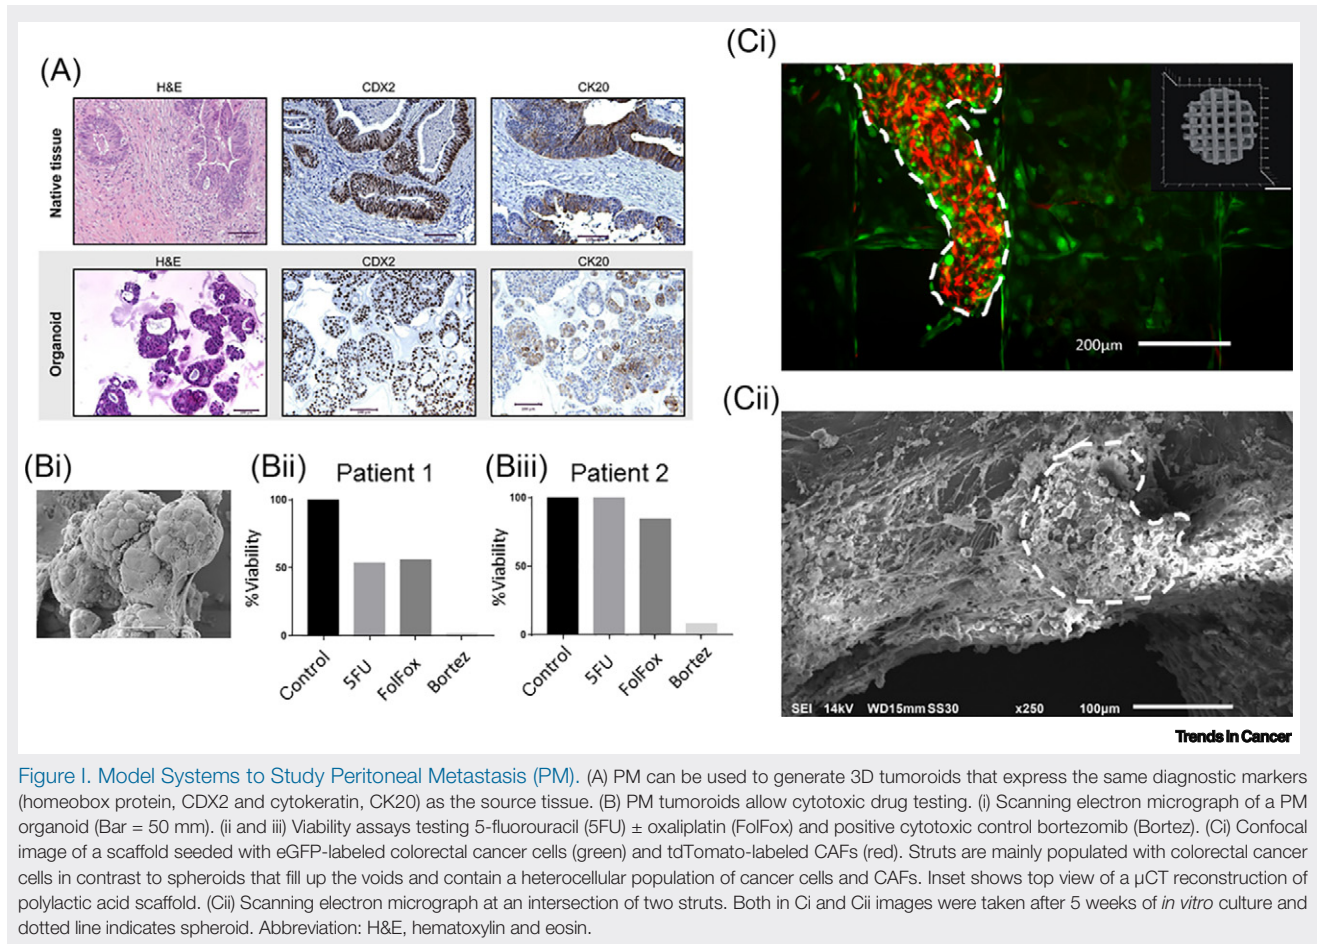 (A)
H&E CDX2 CK20
Native tissue
H&E CDX2 CK20
Organoid
(Bi)
(Bii) Patient 1
%Viability
100
50
0
Control 5FU FolFox Bortez
(Biii) Patient 2
%Viability
100
50
0
Control 5FU FolFox Bortez
(Ci)
200µm
(Cii)
SEI 14kV WD15mm SS30 x250 100µm
Trends in Cancer
Figure I. Model Systems to Study Peritoneal Metastasis (PM). (A) PM can be used to generate 3D tumoroids that express the same diagnostic markers
(homeobox protein, CDX2 and cytokeratin, CK20) as the source tissue. (B) PM tumoroids allow cytotoxic drug testing. (i) Scanning electron micrograph of a PM
organoid (Bar = 50 mm). (ii and iii) Viability assays testing 5-fluorouracil (5FU) ± oxaliplatin (FolFox) and positive cytotoxic control bortezomib (Bortez). (Ci) Confocal
image of a scaffold seeded with eGFP-labeled colorectal cancer cells (green) and tdTomato-labeled CAFs (red). Struts are mainly populated with colorectal cancer
cells in contrast to spheroids that fill up the voids and contain a heterocellular population of cancer cells and CAFs. Inset shows top view of a µCT reconstruction of
polylactic acid scaffold. (Cii) Scanning electron micrograph at an intersection of two struts. Both in Ci and Cii images were taken after 5 weeks of in vitro culture and
dotted line indicates spheroid. Abbreviation: H&E, hematoxylin and eosin.